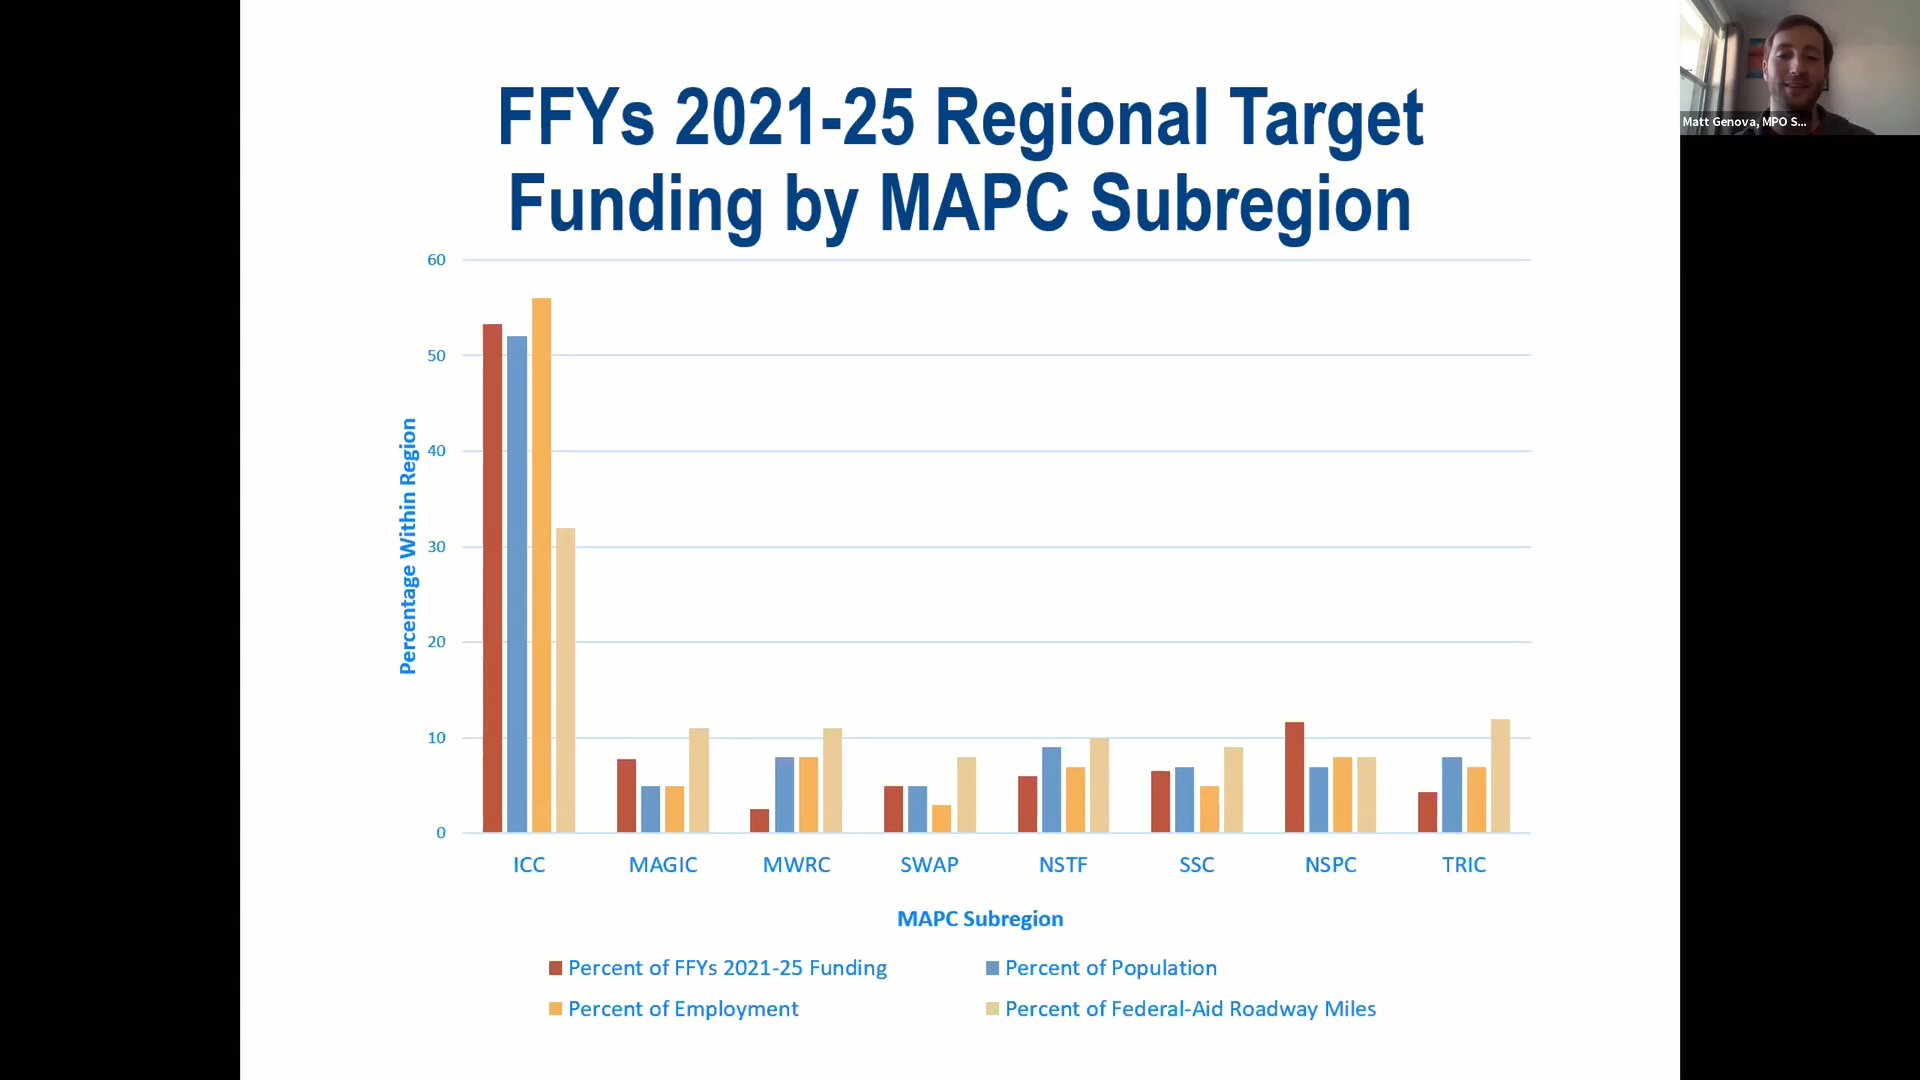 FFYs 2021-25 Regional Target
Funding by MAPC Subregion
Matt Genova, MPO S...
Percentage Within Region
60
50
40
30
20
10
0
ICC MAGIC MWRC SWAP NSTF SSC NSPC TRIC
MAPC Subregion
Percent of FFYs 2021-25 Funding Percent of Population
Percent of Employment Percent of Federal-Aid Roadway Miles